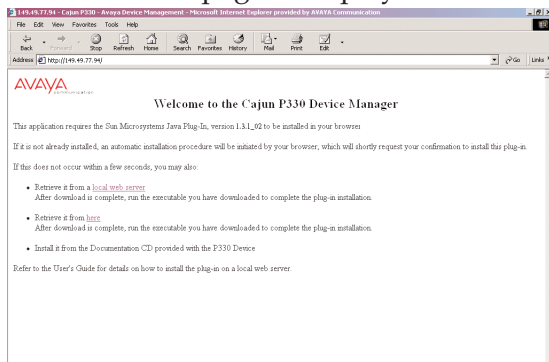 149.49.77.94 - Cajun P330 - Avaya Device Management - Microsoft Internet Explorer provided by AVAYA Communication
File Edit View Favorites Tools Help
Back Forward Stop Refresh Home Search Favorites History Mail Print Edit
Address http://149.49.77.94/ Go Links
AVAYA
communication
Welcome to the Cajun P330 Device Manager
This application requires the Sun Microsystems Java Plug-In, version 1.3.1_02 to be installed in your browser
If it is not already installed, an automatic installation procedure will be initiated by your browser, which will shortly request your confirmation to install this plug-in.
If this does not occur within a few seconds, you may also:
• Retrieve it from a local web server
After download is complete, run the executable you have downloaded to complete the plug-in installation.
• Retrieve it from here
After download is complete, run the executable you have downloaded to complete the plug-in installation.
• Install it from the Documentation CD provided with the P330 Device
Refer to the User's Guide for details on how to install the plug-in on a local web server.